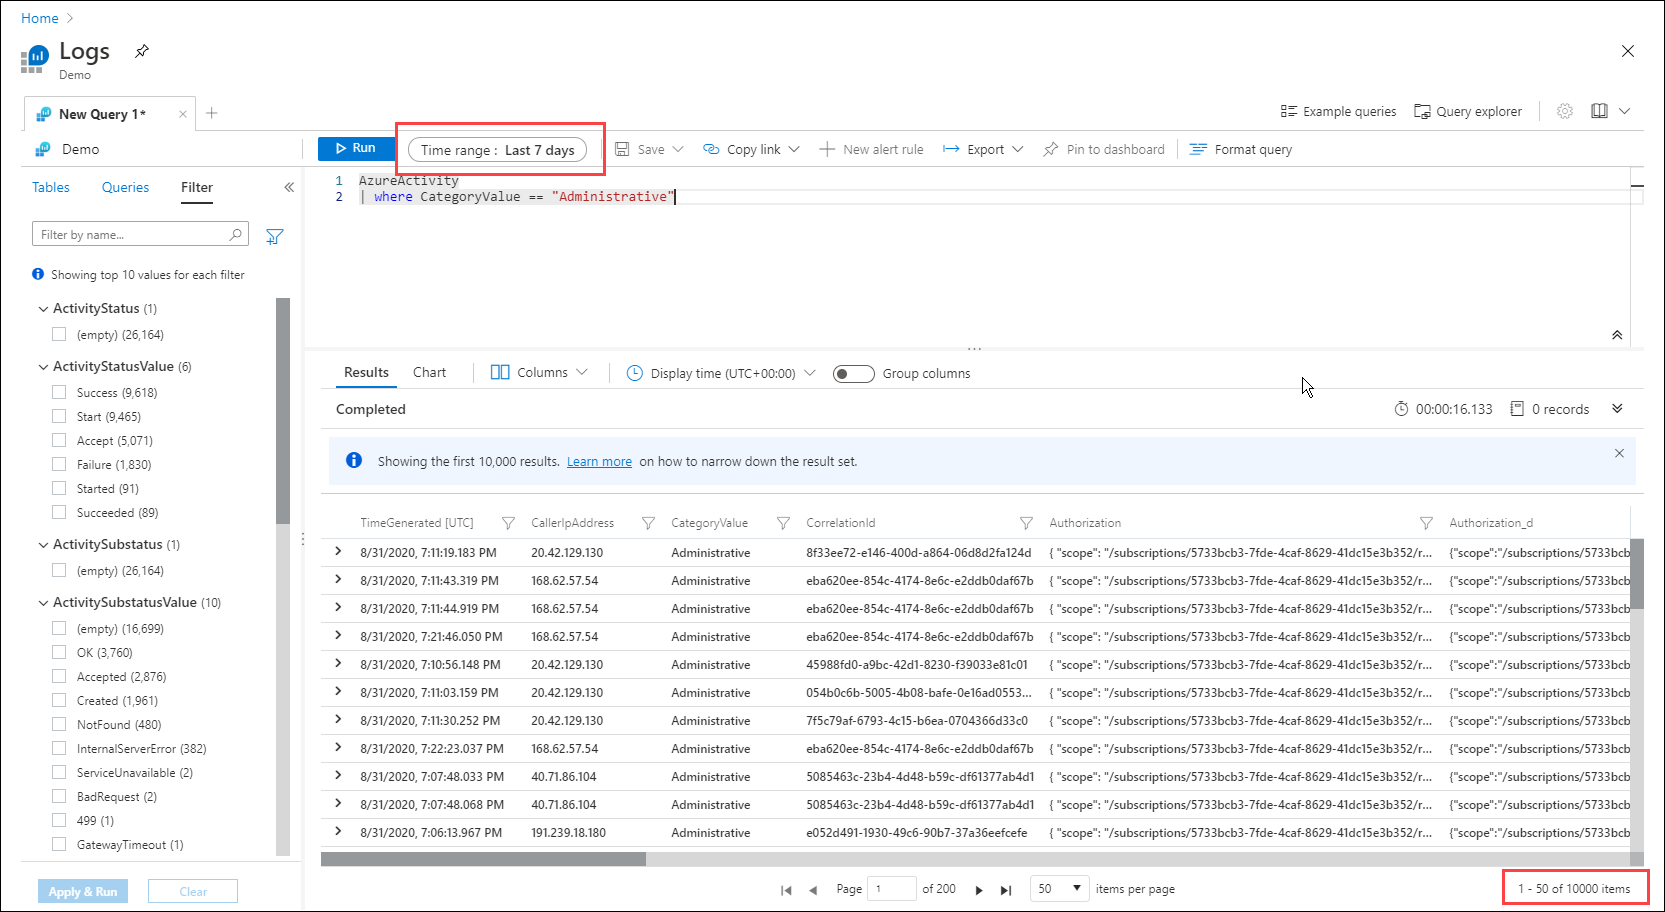 Home
Logs
Demo
New Query 1*
Example queries
Query explorer
Demo
Run
Time range : Last 7 days
Save
Copy link
New alert rule
Export
Pin to dashboard
Format query
Tables
Queries
Filter
1 AzureActivity
2 | where CategoryValue == "Administrative"
Filter by name...
Showing top 10 values for each filter
ActivityStatus (1)
(empty) (26,164)
ActivityStatusValue (6)
Success (9,618)
Start (9,465)
Accept (5,071)
Failure (1,830)
Started (91)
Succeeded (89)
ActivitySubstatus (1)
(empty) (26,164)
ActivitySubstatusValue (10)
(empty) (16,699)
OK (3,760)
Accepted (2,876)
Created (1,961)
NotFound (480)
InternalServerError (382)
ServiceUnavailable (2)
BadRequest (2)
499 (1)
GatewayTimeout (1)
Apply & Run
Clear
Results
Chart
Columns
Display time (UTC+00:00)
Group columns
Completed
00:00:16.133
0 records
Showing the first 10,000 results. Learn more on how to narrow down the result set.
TimeGenerated [UTC] CallerIpAddress CategoryValue CorrelationId Authorization Authorization_d
8/31/2020, 7:11:19.183 PM 20.42.129.130 Administrative 8f33ee72-e146-400d-a864-06d8d2fa124d { "scope": "/subscriptions/5733bcb3-7fde-4caf-8629-41dc15e3b352/r... {"scope":"/subscriptions/5733bcb
8/31/2020, 7:11:43.319 PM 168.62.57.54 Administrative eba620ee-854c-4174-8e6c-e2ddb0daf67b { "scope": "/subscriptions/5733bcb3-7fde-4caf-8629-41dc15e3b352/r... {"scope":"/subscriptions/5733bcb
8/31/2020, 7:11:44.919 PM 168.62.57.54 Administrative eba620ee-854c-4174-8e6c-e2ddb0daf67b { "scope": "/subscriptions/5733bcb3-7fde-4caf-8629-41dc15e3b352/r... {"scope":"/subscriptions/5733bcb
8/31/2020, 7:21:46.050 PM 168.62.57.54 Administrative eba620ee-854c-4174-8e6c-e2ddb0daf67b { "scope": "/subscriptions/5733bcb3-7fde-4caf-8629-41dc15e3b352/r... {"scope":"/subscriptions/5733bcb
8/31/2020, 7:10:56.148 PM 20.42.129.130 Administrative 45988fd0-a9bc-42d1-8230-f39033e81c01 { "scope": "/subscriptions/5733bcb3-7fde-4caf-8629-41dc15e3b352/r... {"scope":"/subscriptions/5733bcb
8/31/2020, 7:11:03.159 PM 20.42.129.130 Administrative 054b0c6b-5005-4b08-bafe-0e16ad0553... { "scope": "/subscriptions/5733bcb3-7fde-4caf-8629-41dc15e3b352/r... {"scope":"/subscriptions/5733bcb
8/31/2020, 7:11:30.252 PM 20.42.129.130 Administrative 7f5c79af-6793-4c15-b6ea-0704366d33c0 { "scope": "/subscriptions/5733bcb3-7fde-4caf-8629-41dc15e3b352/r... {"scope":"/subscriptions/5733bcb
8/31/2020, 7:22:23.037 PM 168.62.57.54 Administrative eba620ee-854c-4174-8e6c-e2ddb0daf67b { "scope": "/subscriptions/5733bcb3-7fde-4caf-8629-41dc15e3b352/r... {"scope":"/subscriptions/5733bcb
8/31/2020, 7:07:48.033 PM 40.71.86.104 Administrative 5085463c-23b4-4d48-b59c-df61377ab4d1 { "scope": "/subscriptions/5733bcb3-7fde-4caf-8629-41dc15e3b352/r... {"scope":"/subscriptions/5733bcb
8/31/2020, 7:07:48.068 PM 40.71.86.104 Administrative 5085463c-23b4-4d48-b59c-df61377ab4d1 { "scope": "/subscriptions/5733bcb3-7fde-4caf-8629-41dc15e3b352/r... {"scope":"/subscriptions/5733bcb
8/31/2020, 7:06:13.967 PM 191.239.18.180 Administrative e052d491-1930-49c6-90b7-37a36eefcefe { "scope": "/subscriptions/5733bcb3-7fde-4caf-8629-41dc15e3b352/r... {"scope":"/subscriptions/5733bcb
Page 1 of 200
50 items per page
1 - 50 of 10000 items